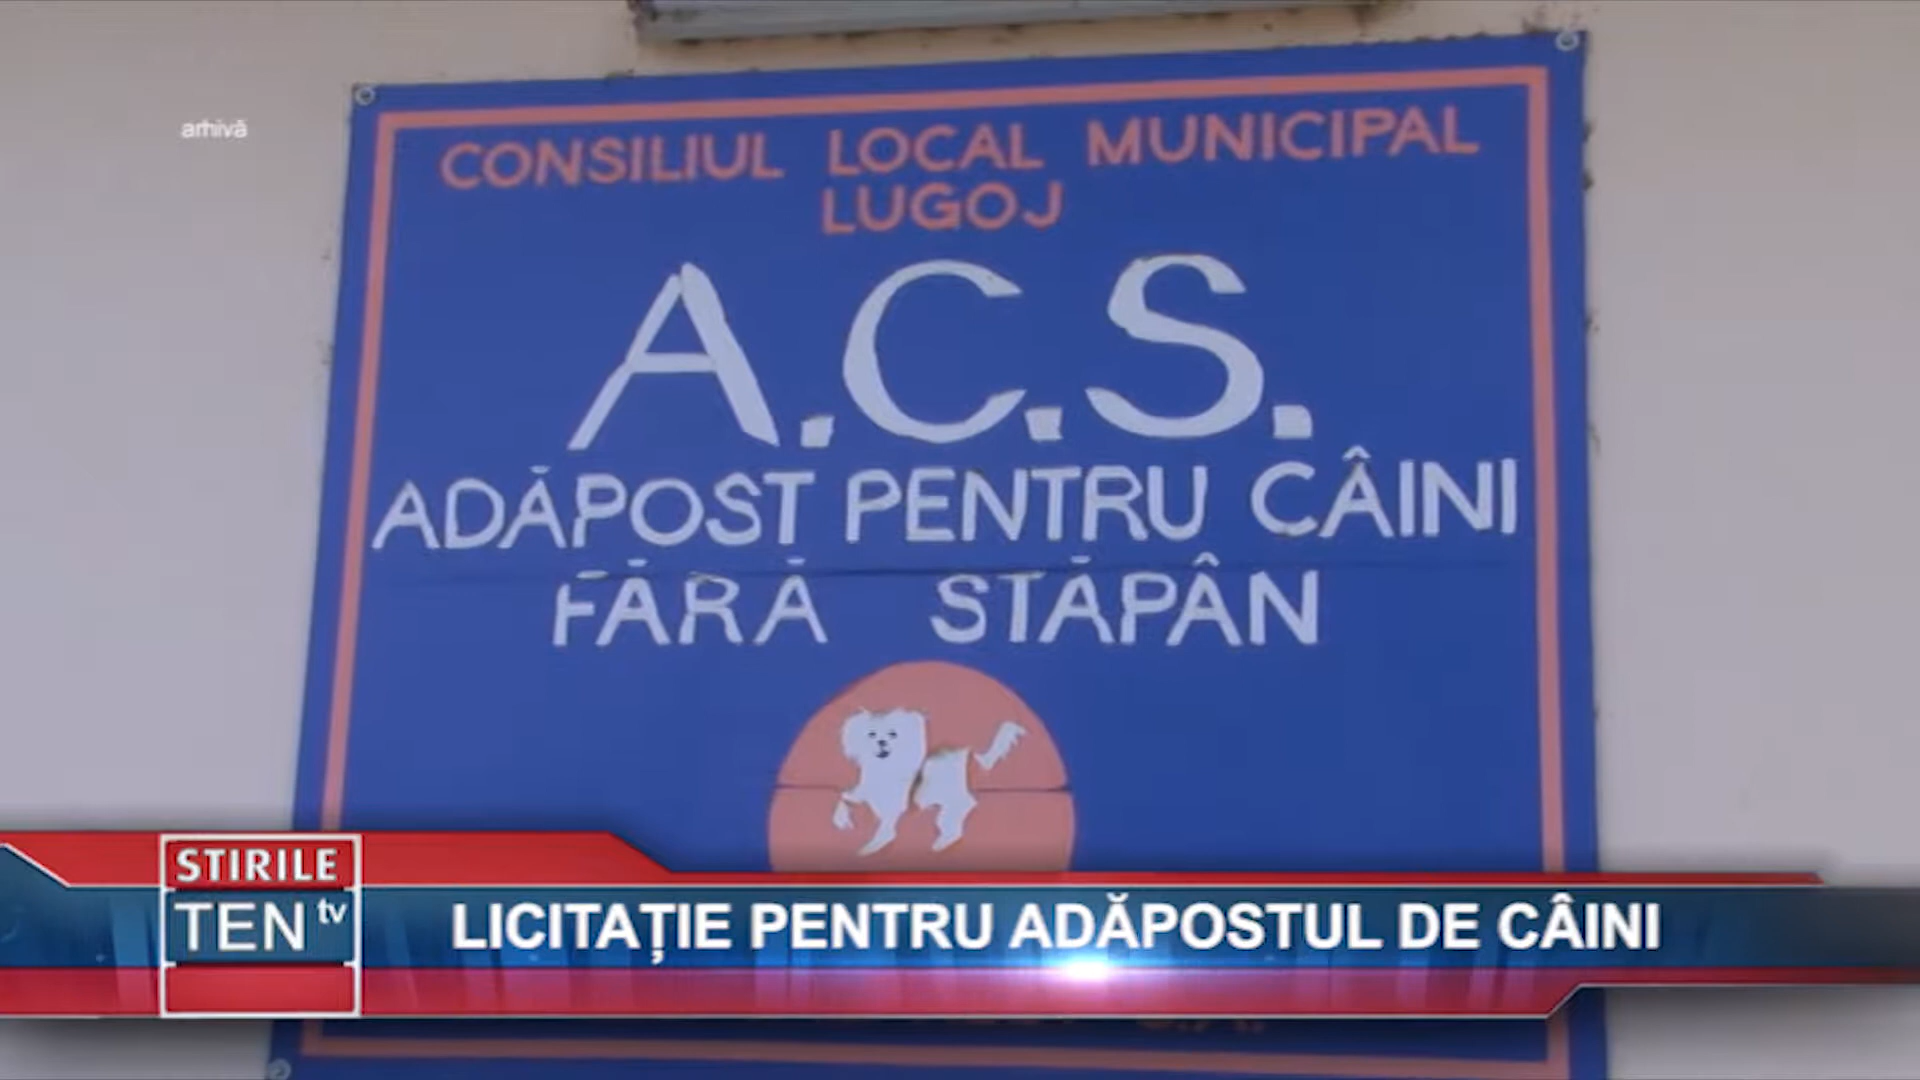 arhivă
CONSILIUL LOCAL MUNICIPAL
LUGOJ
A.C.S.
ADĂPOST PENTRU CÂINI
FĂRĂ STĂPÂN
STIRILE
TEN tv
LICITAȚIE PENTRU ADĂPOSTUL DE CÂINI